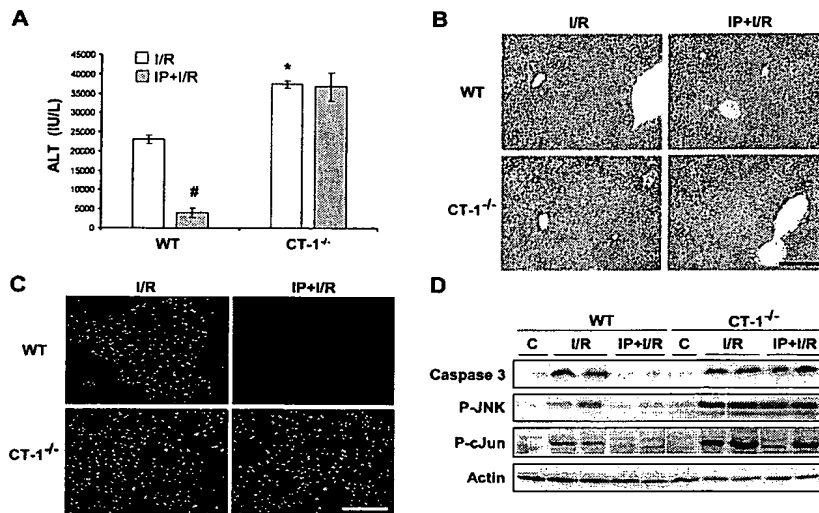 A
I/R
IP+I/R
ALT (IU/L)
45000
40000
35000
30000
25000
20000
15000
10000
5000
0
#
*
WT
CT-1-/-
B
I/R
IP+I/R
WT
CT-1-/-
C
I/R
IP+I/R
WT
CT-1-/-
D
WT
CT-1-/-
C I/R IP+I/R C I/R IP+I/R
Caspase 3
P-JNK
P-cJun
Actin